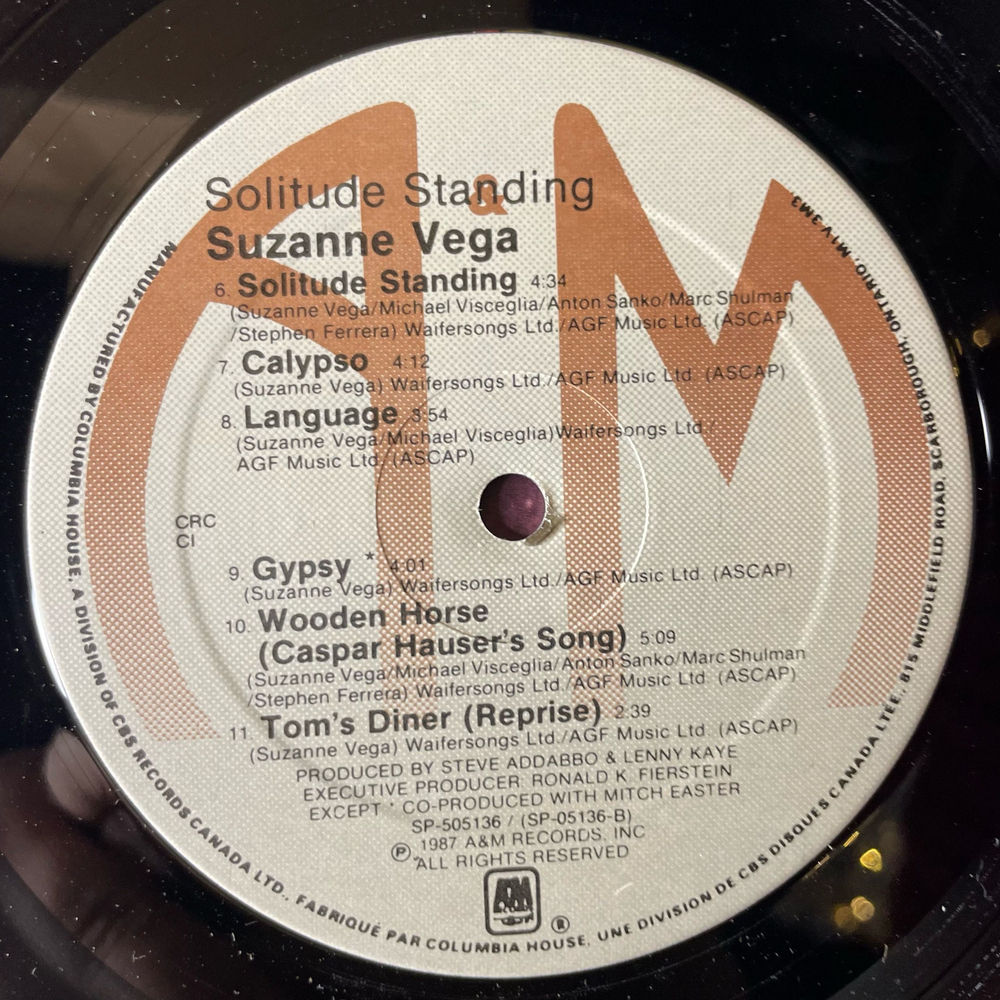 Solitude Standing
&
Suzanne Vega
6. Solitude Standing 4:34
(Suzanne Vega/Michael Visceglia/Anton Sanko/Marc Shulman
/Stephen Ferrera) Waifersongs Ltd./AGF Music Ltd. (ASCAP)
7. Calypso 4:12
(Suzanne Vega) Waifersongs Ltd./AGF Music Ltd. (ASCAP)
8. Language 3:54
(Suzanne Vega/Michael Visceglia) Waifersongs Ltd
AGF Music Ltd. (ASCAP)
CRC
CI
9. Gypsy * 4:01
(Suzanne Vega) Waifersongs Ltd./AGF Music Ltd. (ASCAP)
10. Wooden Horse
(Caspar Hauser's Song) 5:09
(Suzanne Vega/Michael Visceglia/Anton Sanko/Marc Shulman
/Stephen Ferrera) Waifersongs Ltd./AGF Music Ltd. (ASCAP)
11. Tom's Diner (Reprise) 2:39
(Suzanne Vega) Waifersongs Ltd./AGF Music Ltd. (ASCAP)
PRODUCED BY STEVE ADDABBO & LENNY KAYE
EXECUTIVE PRODUCER: RONALD K. FIERSTEIN
EXCEPT * CO-PRODUCED WITH MITCH EASTER
SP-505136 / (SP-05136-B)
℗ 1987 A&M RECORDS, INC
ALL RIGHTS RESERVED
A&M ®
MANUFACTURED BY COLUMBIA HOUSE, A DIVISION OF CBS RECORDS CANADA LTD., FABRIQUÉ PAR COLUMBIA HOUSE, UNE DIVISION DE CBS DISQUES CANADA LTEE., 815 MIDDLEFIELD ROAD, SCARBOROUGH, ONTARIO, M1V 3M3